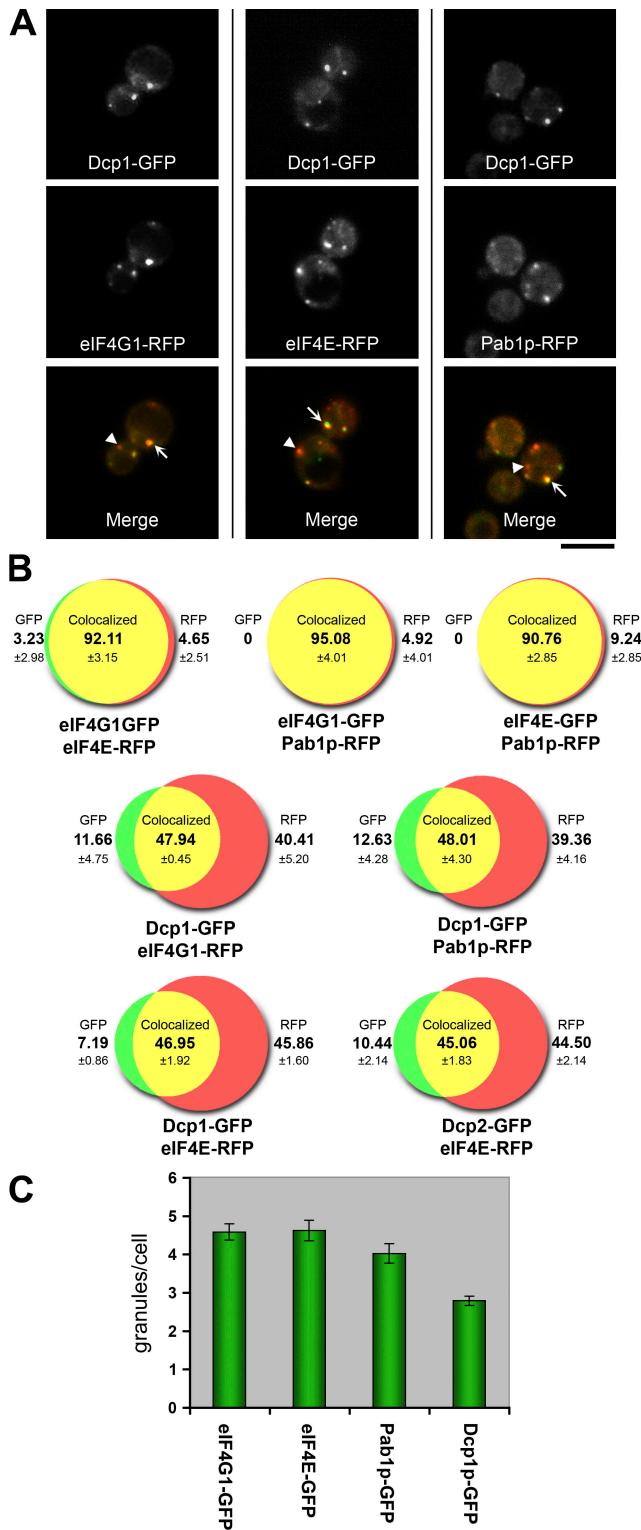 A
Dcp1-GFP Dcp1-GFP Dcp1-GFP
eIF4G1-RFP eIF4E-RFP Pab1p-RFP
Merge Merge Merge
B
GFP Colocalized RFP GFP Colocalized RFP GFP Colocalized RFP
3.23 92.11 4.65 0 95.08 4.92 0 90.76 9.24
±2.98 ±3.15 ±2.51 ±4.01 ±4.01 ±2.85 ±2.85
eIF4G1GFP eIF4G1-GFP eIF4E-GFP
eIF4E-RFP Pab1p-RFP Pab1p-RFP
GFP Colocalized RFP GFP Colocalized RFP
11.66 47.94 40.41 12.63 48.01 39.36
±4.75 ±0.45 ±5.20 ±4.28 ±4.30 ±4.16
Dcp1-GFP Dcp1-GFP
eIF4G1-RFP Pab1p-RFP
GFP Colocalized RFP GFP Colocalized RFP
7.19 46.95 45.86 10.44 45.06 44.50
±0.86 ±1.92 ±1.60 ±2.14 ±1.83 ±2.14
Dcp1-GFP Dcp2-GFP
eIF4E-RFP eIF4E-RFP
C
granules/cell
6
5
4
3
2
1
0
eIF4G1-GFP
eIF4E-GFP
Pab1p-GFP
Dcp1p-GFP